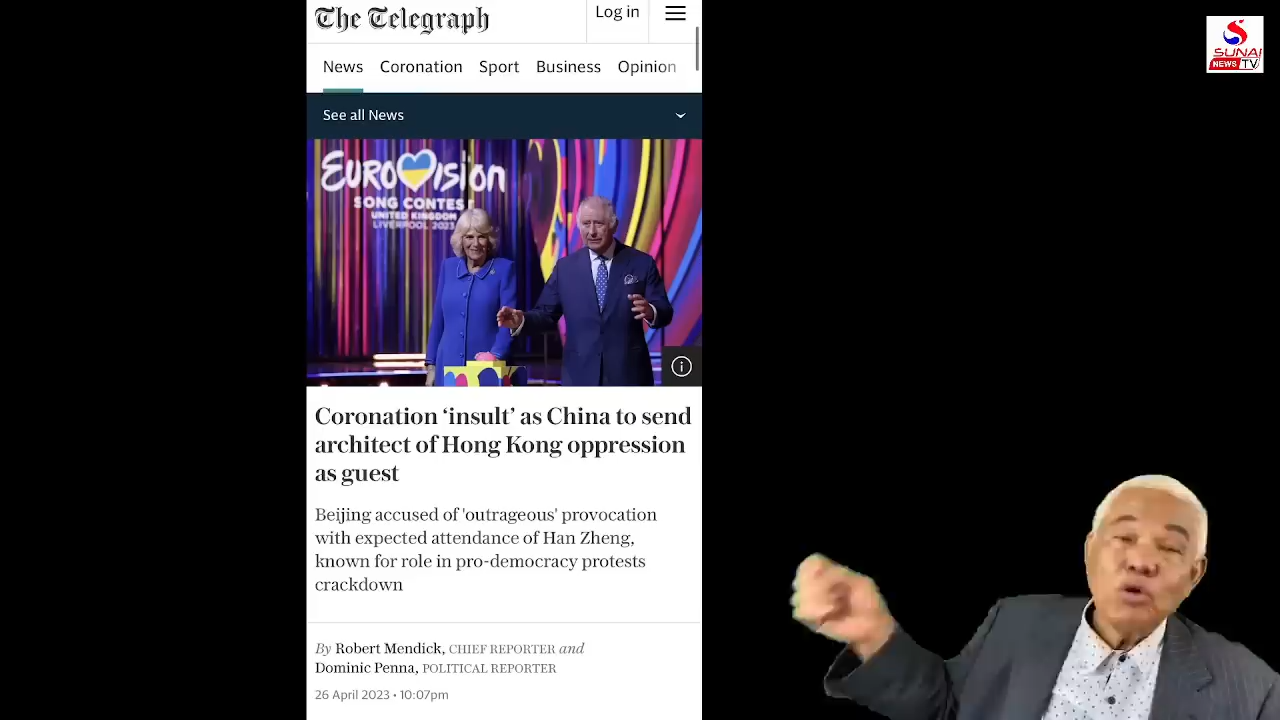 The Telegraph
Log in
News Coronation Sport Business Opinion
See all News
EUROVISION
SONG CONTEST
UNITED KINGDOM
LIVERPOOL 2023
Coronation ‘insult’ as China to send
architect of Hong Kong oppression
as guest
Beijing accused of 'outrageous' provocation
with expected attendance of Han Zheng,
known for role in pro-democracy protests
crackdown
By Robert Mendick, CHIEF REPORTER and
Dominic Penna, POLITICAL REPORTER
26 April 2023 • 10:07pm
SUNAI
NEWS TV